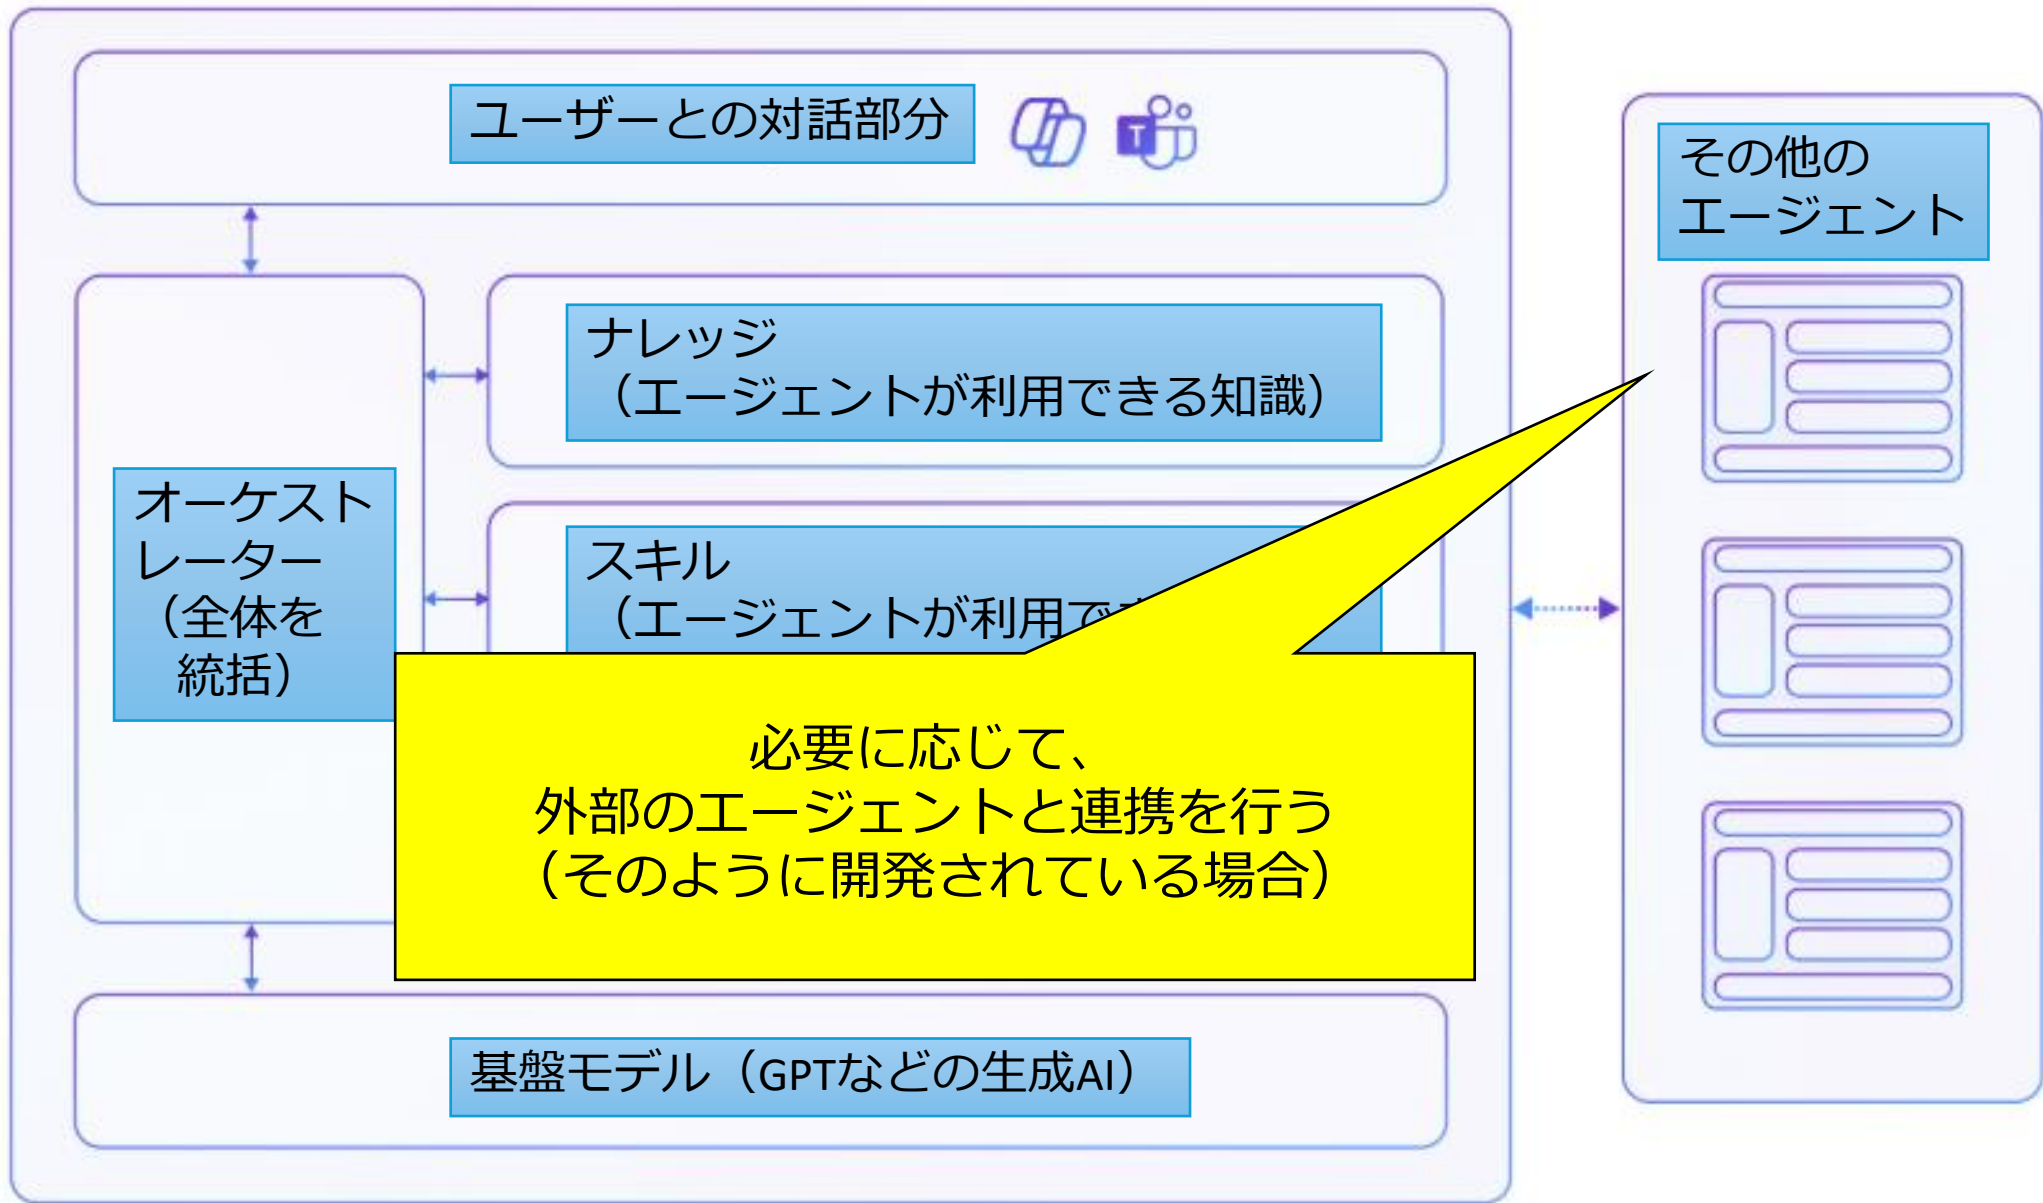 ユーザーとの対話部分
T
その他の
エージェント
ナレッジ
（エージェントが利用できる知識）
オーケスト
レーター
（全体を
統括）
スキル
（エージェントが利用で
必要に応じて、
外部のエージェントと連携を行う
（そのように開発されている場合）
基盤モデル（GPTなどの生成AI）